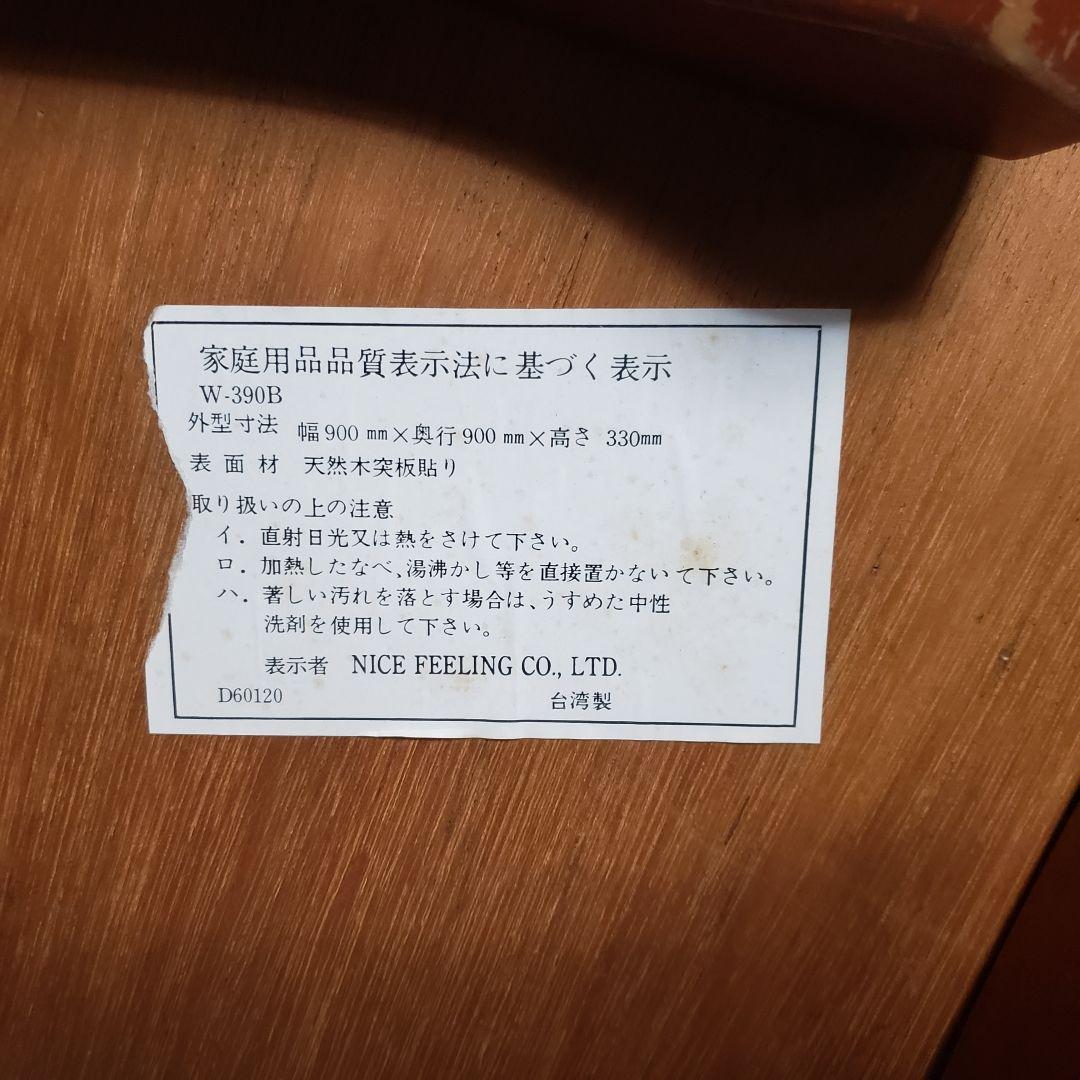 家庭用品品質表示法に基づく表示
W-390B
外型寸法 幅900 mm×奥行900 mm×高さ 330mm
表面材 天然木突板貼り
取り扱いの上の注意
イ．直射日光又は熱をさけて下さい。
ロ．加熱したなべ、湯沸かし等を直接置かないて下さい。
ハ．著しい汚れを落とす場合は、うすめた中性
洗剤を使用して下さい。
表示者 NICE FEELING CO., LTD.
D60120 台湾製